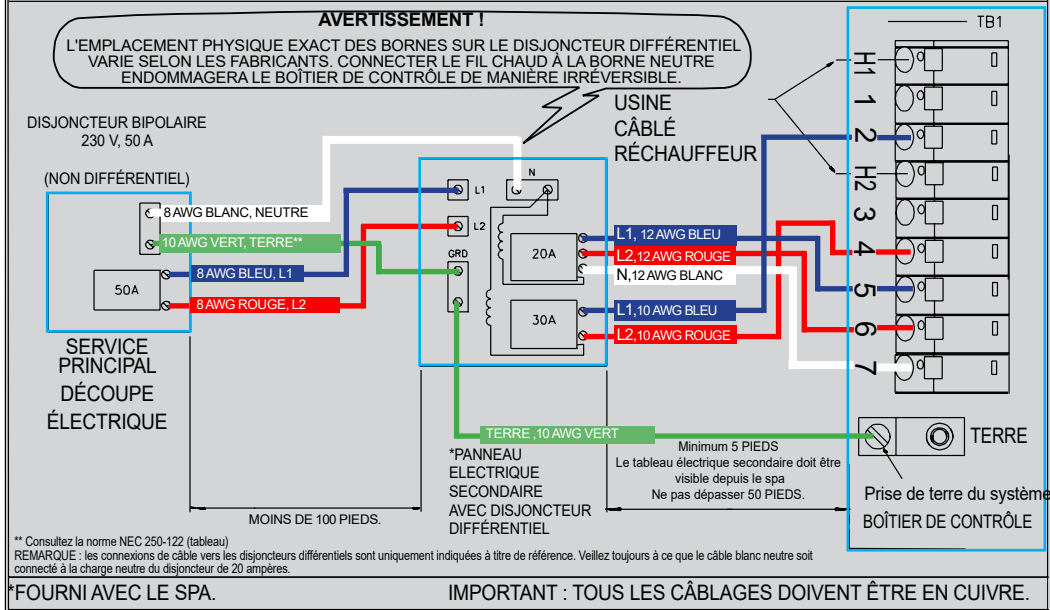 AVERTISSEMENT !
L'EMPLACEMENT PHYSIQUE EXACT DES BORNES SUR LE DISJONCTEUR DIFFÉRENTIEL
VARIE SELON LES FABRICANTS. CONNECTER LE FIL CHAUD À LA BORNE NEUTRE
ENDOMMAGERA LE BOÎTIER DE CONTRÔLE DE MANIÈRE IRRÉVERSIBLE.
DISJONCTEUR BIPOLAIRE
230 V, 50 A
(NON DIFFÉRENTIEL)
8 AWG BLANC, NEUTRE
10 AWG VERT, TERRE**
8 AWG BLEU, L1
8 AWG ROUGE, L2
50A
SERVICE
PRINCIPAL
DÉCOUPE
ÉLECTRIQUE
MOINS DE 100 PIEDS.
N
L1
L2
GRD
20A
30A
L1, 12 AWG BLEU
L2,12 AWG ROUGE
N,12 AWG BLANC
L1,10 AWG BLEU
L2,10 AWG ROUGE
TERRE ,10 AWG VERT
*PANNEAU
ELECTRIQUE
SECONDAIRE
AVEC DISJONCTEUR
DIFFÉRENTIEL
USINE
CÂBLÉ
RÉCHAUFFEUR
Minimum 5 PIEDS
Le tableau électrique secondaire doit être
visible depuis le spa
Ne pas dépasser 50 PIEDS.
TB1
H1
1
2
H2
3
4
5
6
7
TERRE
Prise de terre du système
BOÎTIER DE CONTRÔLE
** Consultez la norme NEC 250-122 (tableau)
REMARQUE : les connexions de câble vers les disjoncteurs différentiels sont uniquement indiquées à titre de référence. Veillez toujours à ce que le câble blanc neutre soit
connecté à la charge neutre du disjoncteur de 20 ampères.
*FOURNI AVEC LE SPA.
IMPORTANT : TOUS LES CÂBLAGES DOIVENT ÊTRE EN CUIVRE.